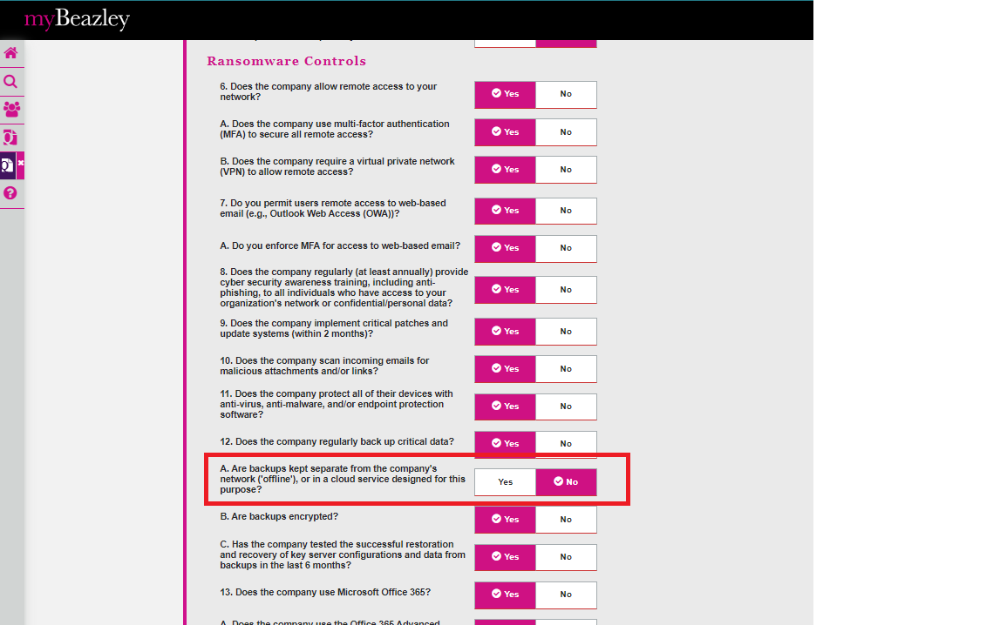 myBeazley
Ransomware Controls
6. Does the company allow remote access to your
network?
Yes No
A. Does the company use multi-factor authentication
(MFA) to secure all remote access?
Yes No
B. Does the company require a virtual private network
(VPN) to allow remote access?
Yes No
7. Do you permit users remote access to web-based
email (e.g., Outlook Web Access (OWA))?
Yes No
A. Do you enforce MFA for access to web-based email?
Yes No
8. Does the company regularly (at least annually) provide
cyber security awareness training, including anti-
phishing, to all individuals who have access to your
organization's network or confidential/personal data?
Yes No
9. Does the company implement critical patches and
update systems (within 2 months)?
Yes No
10. Does the company scan incoming emails for
malicious attachments and/or links?
Yes No
11. Does the company protect all of their devices with
anti-virus, anti-malware, and/or endpoint protection
software?
Yes No
12. Does the company regularly back up critical data?
Yes No
A. Are backups kept separate from the company's
network ('offline'), or in a cloud service designed for this
purpose?
Yes No
B. Are backups encrypted?
Yes No
C. Has the company tested the successful restoration
and recovery of key server configurations and data from
backups in the last 6 months?
Yes No
13. Does the company use Microsoft Office 365?
Yes No
A. Does the company use the Office 365 Advanced